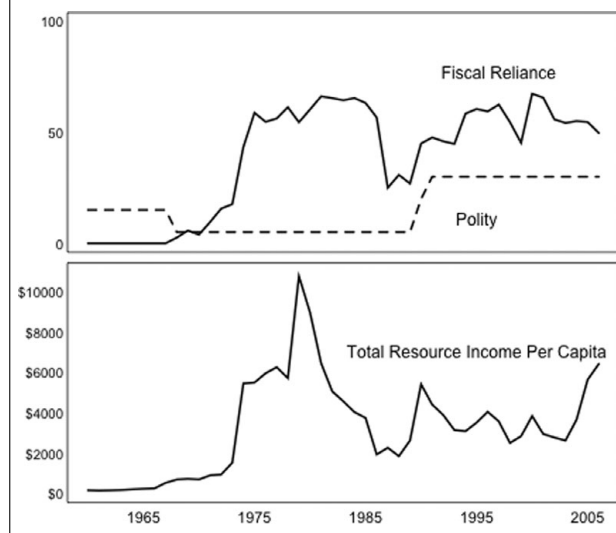 100
Fiscal Reliance
50
Polity
0
$10000
$8000
Total Resource Income Per Capita
$6000
$4000
$2000
$0
1965 1975 1985 1995 2005